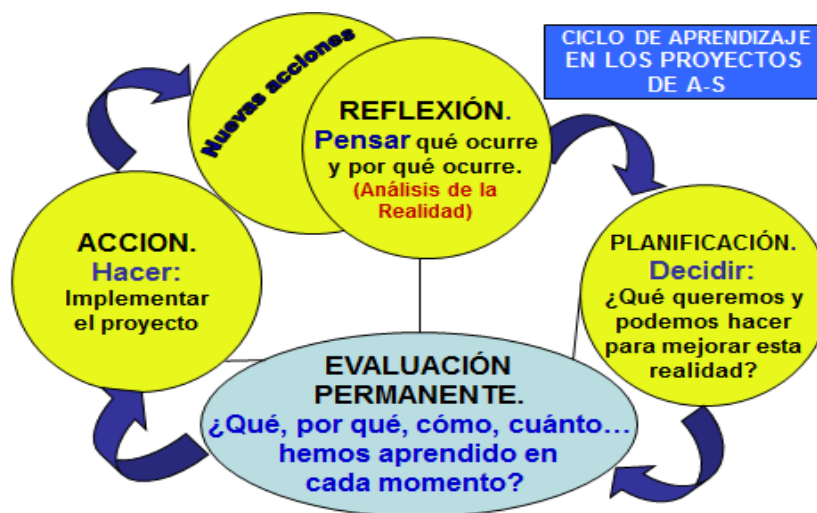 CICLO DE APRENDIZAJE
EN LOS PROYECTOS
DE A-S
Nuevas acciones
REFLEXIÓN.
Pensar qué ocurre
y por qué ocurre.
(Análisis de la
Realidad)
PLANIFICACIÓN.
Decidir:
¿Qué queremos y
podemos hacer
para mejorar esta
realidad?
EVALUACIÓN
PERMANENTE.
¿Qué, por qué, cómo, cuánto…
hemos aprendido en
cada momento?
ACCION.
Hacer:
Implementar
el proyecto